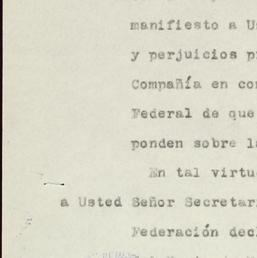 manifiesto a U
y perjuicios p
Compañía en co
Federal de que
ponden sobre l
En tal virtu
a Usted Señor Secretar
Federación dec